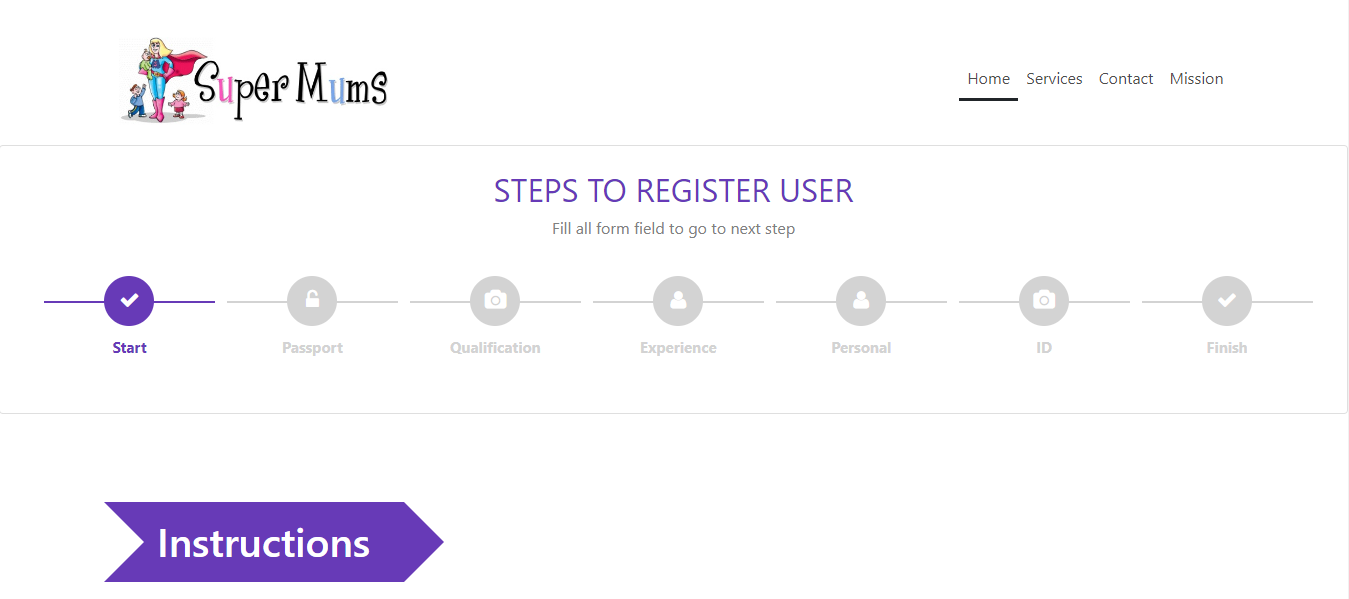 Super Mums
Home Services Contact Mission
STEPS TO REGISTER USER
Fill all form field to go to next step
Start Passport Qualification Experience Personal ID Finish
Instructions